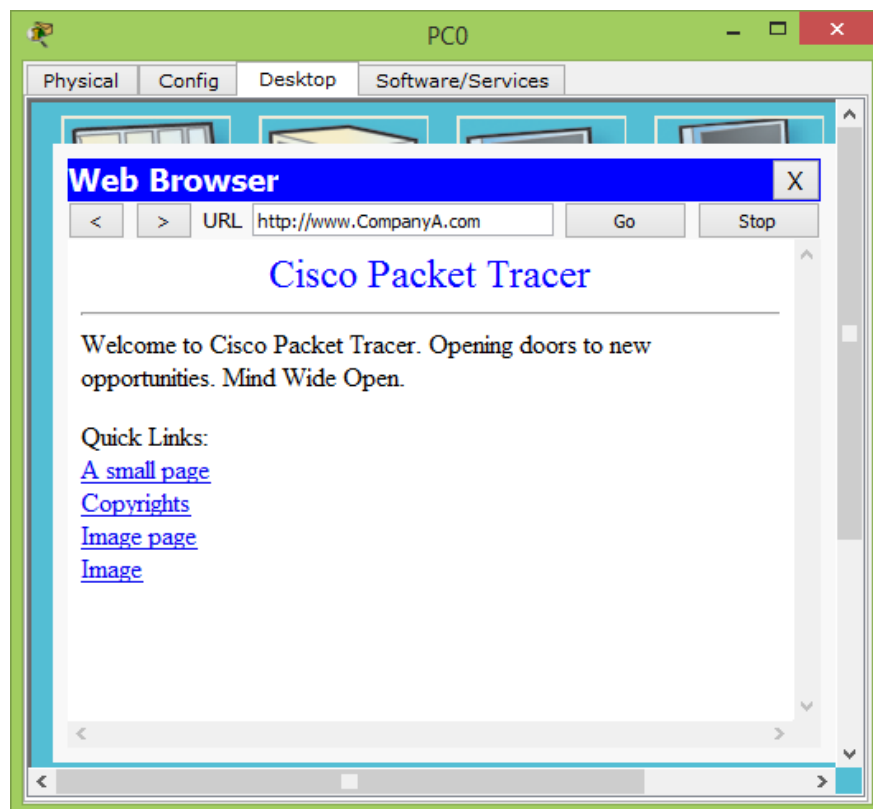 PC0
Physical Config Desktop Software/Services
Web Browser X
< > URL http://www.CompanyA.com Go Stop
Cisco Packet Tracer
Welcome to Cisco Packet Tracer. Opening doors to new
opportunities. Mind Wide Open.
Quick Links:
A small page
Copyrights
Image page
Image